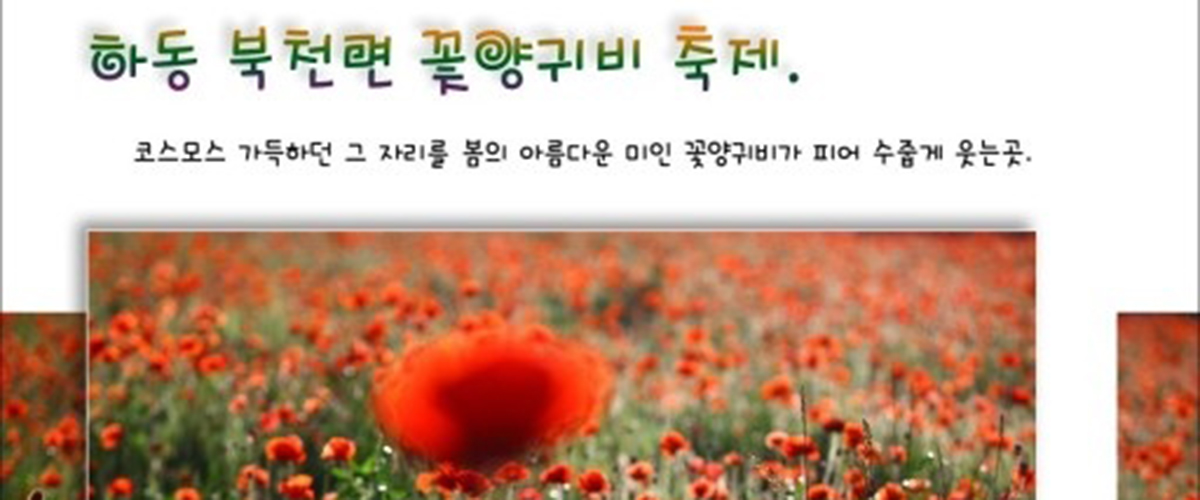 하동 북천면 꽃양귀비 축제.
코스모스 가득하던 그 자리를 봄의 아름다운 미인 꽃양귀비가 피어 수줍게 웃는곳.